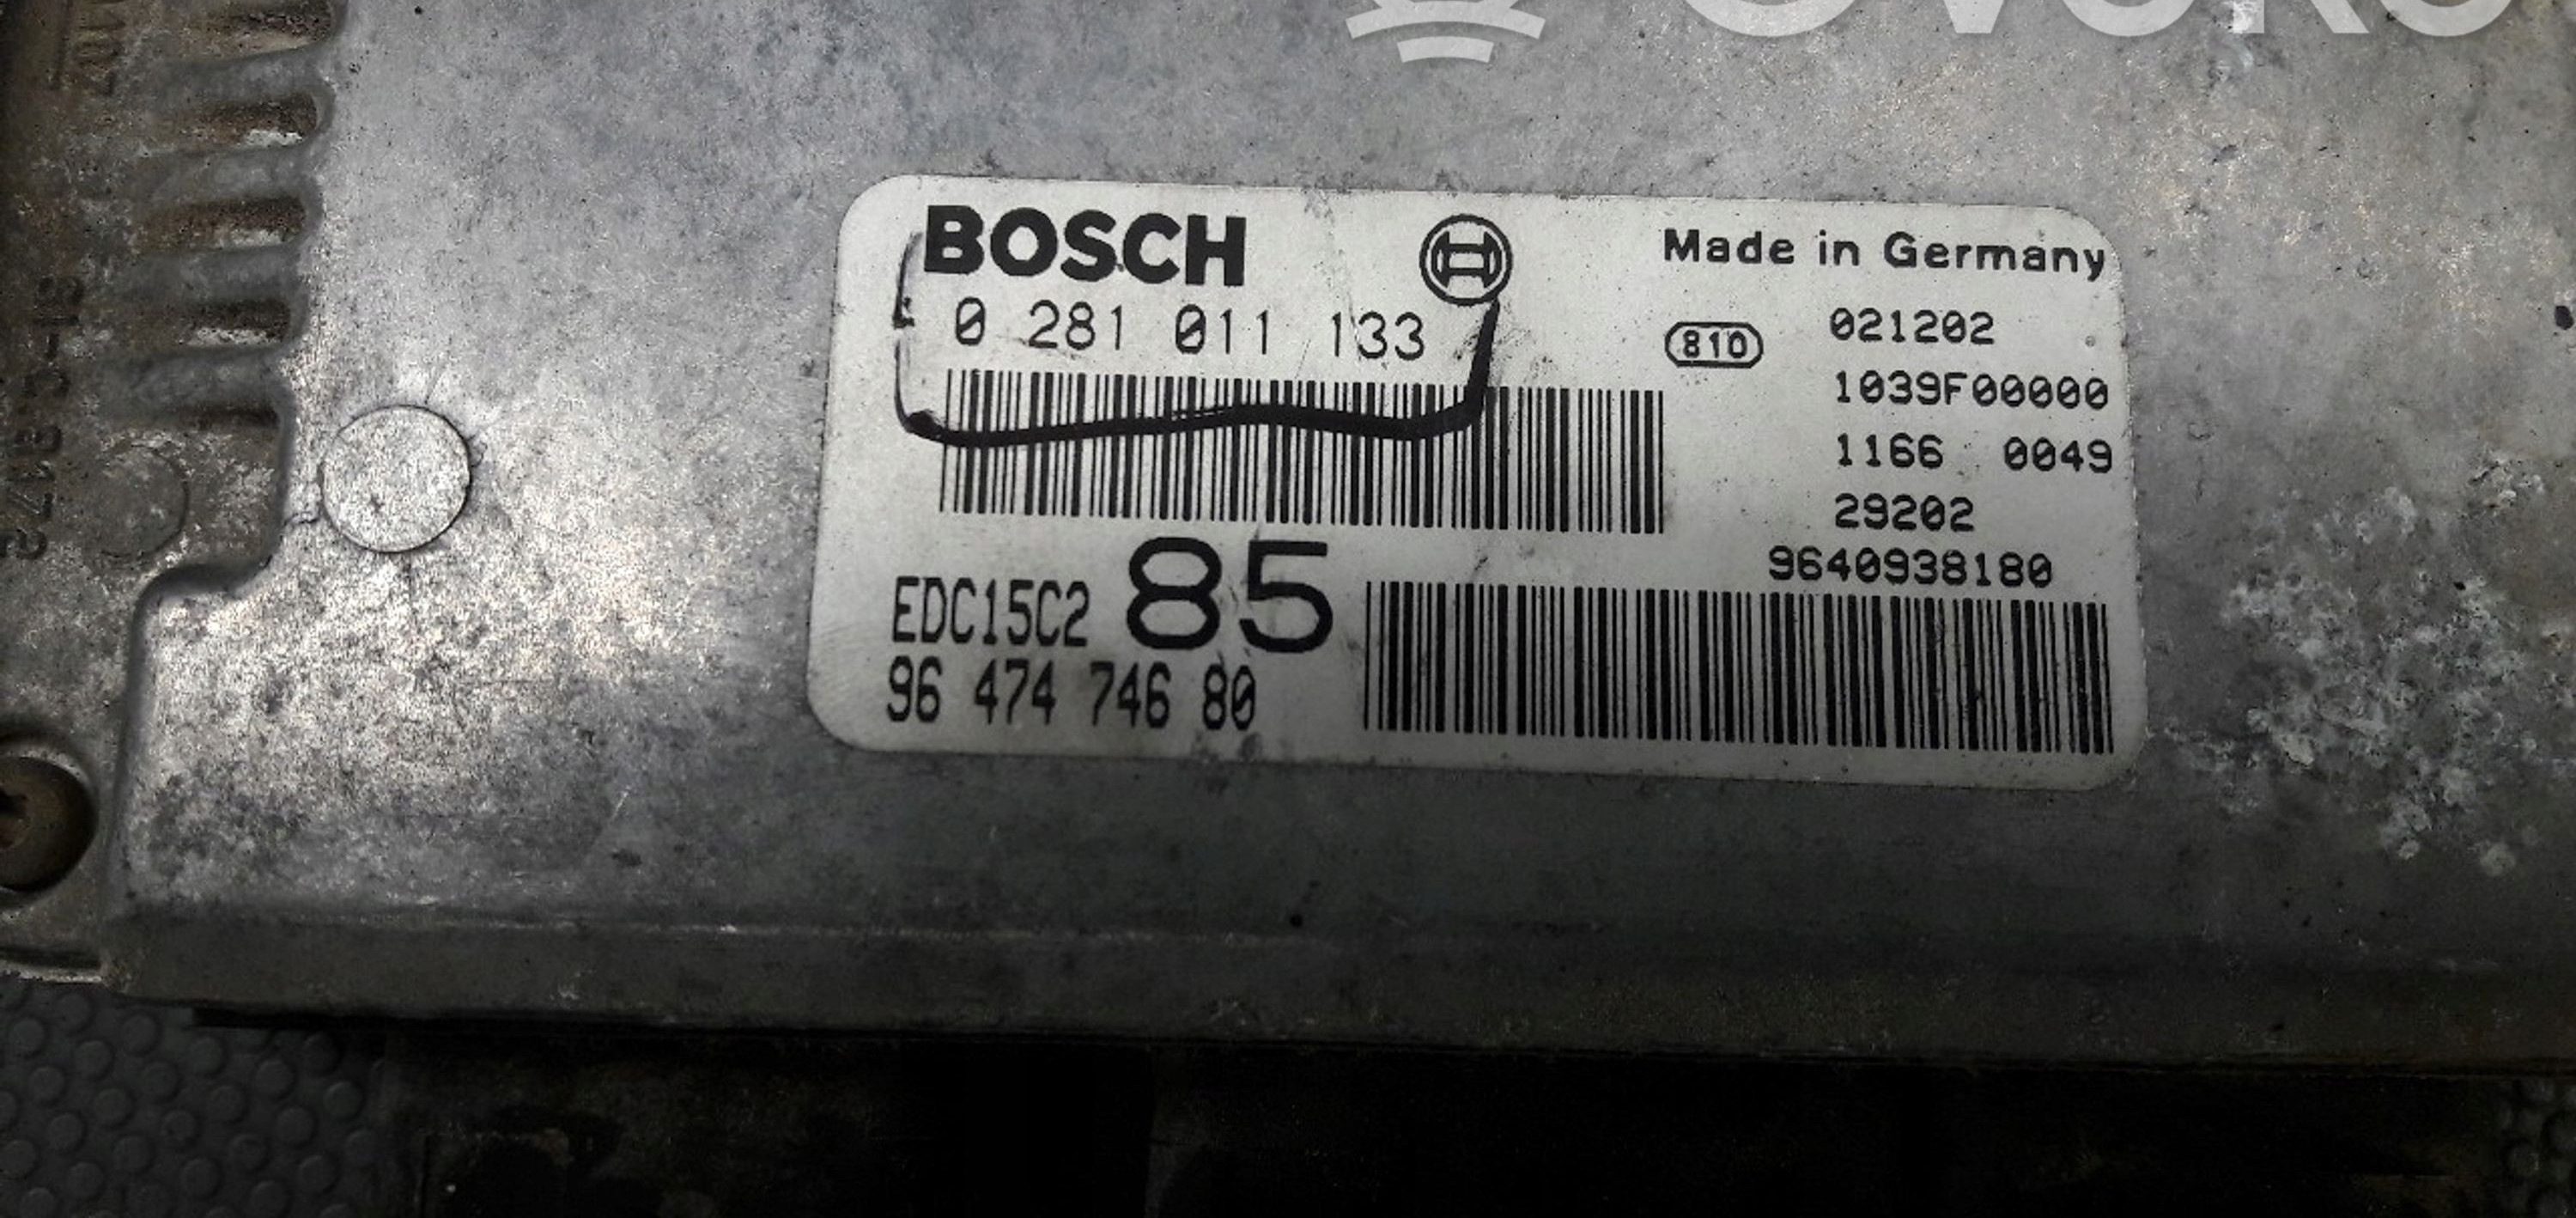 BOSCH
0 281 011 133
Made in Germany
810
021202
1039F00000
1166 0049
29202
9640938180
EDC15C2 85
96 474 746 80